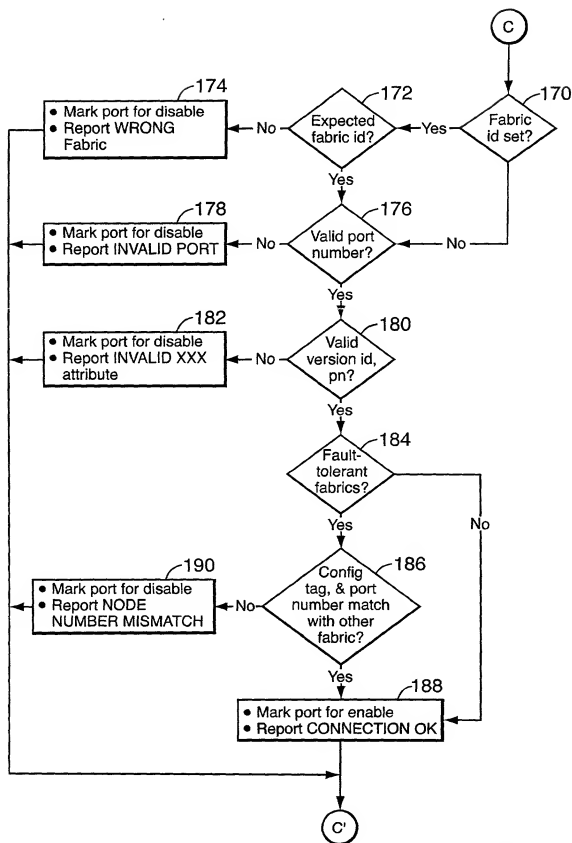 C
170
Fabric
id set?
Yes
172
Expected
fabric id?
No
174
• Mark port for disable
• Report WRONG
Fabric
Yes
No
176
Valid port
number?
No
178
• Mark port for disable
• Report INVALID PORT
Yes
180
Valid
version id,
pn?
No
182
• Mark port for disable
• Report INVALID XXX
attribute
Yes
184
Fault-
tolerant
fabrics?
No
Yes
186
Config
tag, & port
number match
with other
fabric?
No
190
• Mark port for disable
• Report NODE
NUMBER MISMATCH
Yes
188
• Mark port for enable
• Report CONNECTION OK
C'